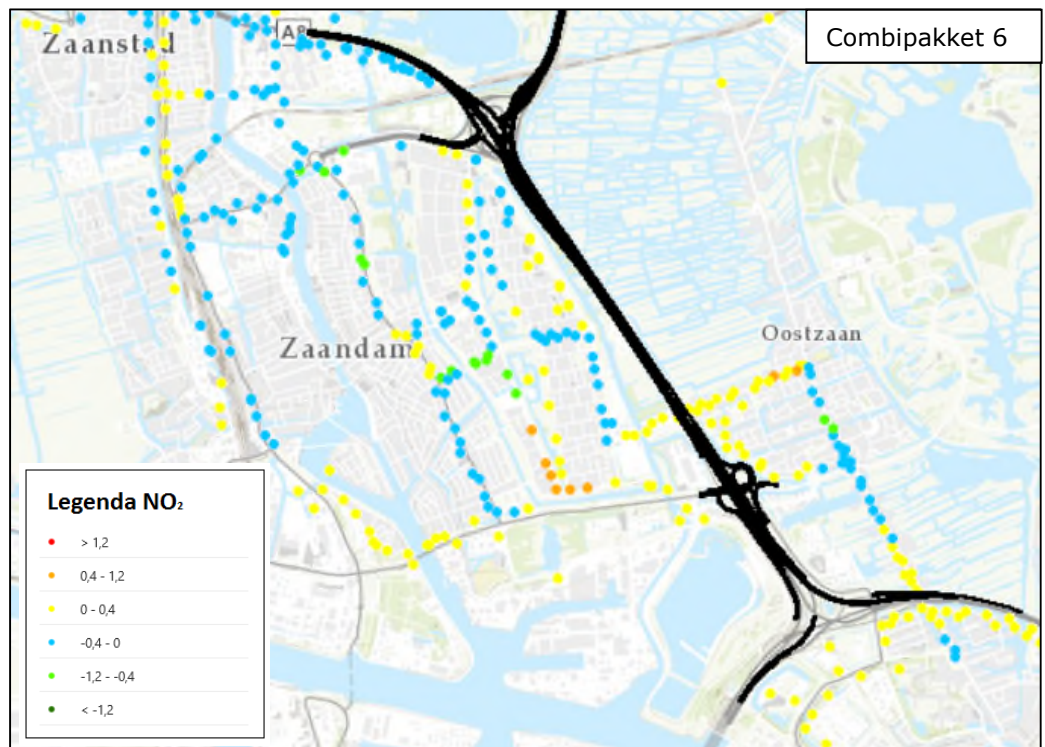 Combipakket 6
Zaanstad
A8
Oostzaan
Zaandam
Legenda NO₂
> 1,2
0,4 - 1,2
0 - 0,4
-0,4 - 0
-1,2 - -0,4
< -1,2